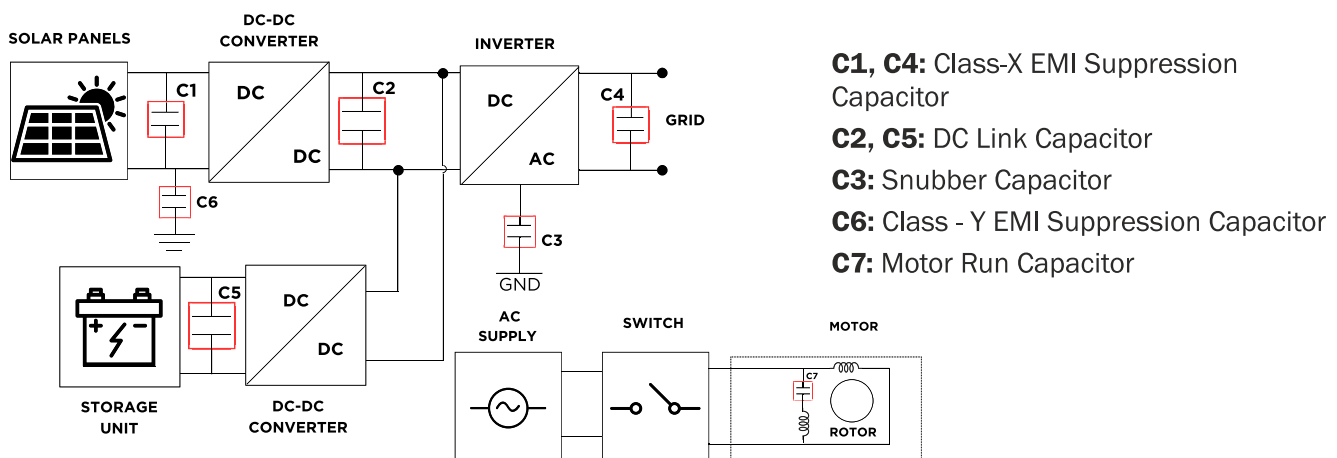 SOLAR PANELS
DC-DC
CONVERTER
INVERTER
C1
DC
DC
C2
DC
AC
C4
GRID
C6
C3
GND
C5
DC
DC
STORAGE
UNIT
DC-DC
CONVERTER
AC
SUPPLY
SWITCH
MOTOR
C7
ROTOR
C1, C4: Class-X EMI Suppression
Capacitor
C2, C5: DC Link Capacitor
C3: Snubber Capacitor
C6: Class - Y EMI Suppression Capacitor
C7: Motor Run Capacitor